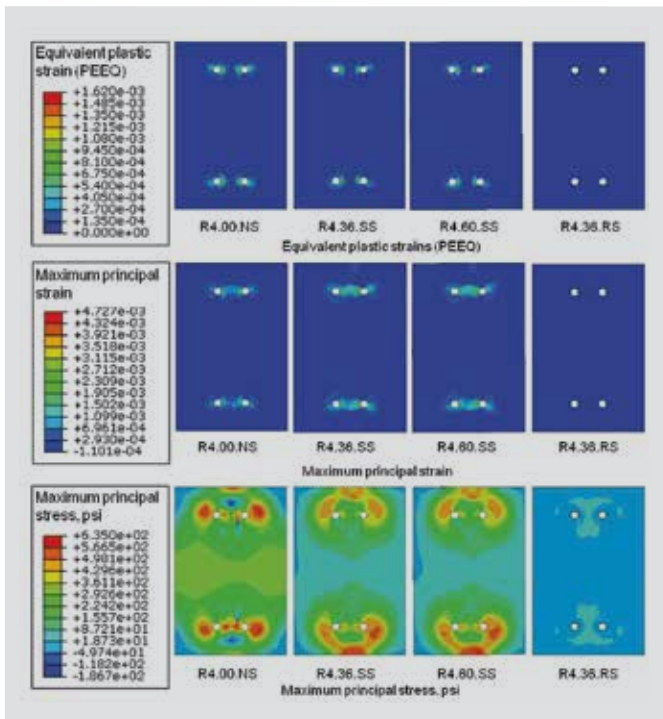 Equivalent plastic
strain (PEEQ)
+1.620e-03
+1.485e-03
+1.350e-03
+1.215e-03
+1.080e-03
+9.450e-04
+8.100e-04
+6.750e-04
+5.400e-04
+4.050e-04
+2.700e-04
+1.350e-04
+0.000e+00
R4.00.NS R4.36.SS R4.60.SS R4.36.RS
Equivalent plastic strains (PEEQ)
Maximum principal
strain
+4.727e-03
+4.324e-03
+3.921e-03
+3.518e-03
+3.115e-03
+2.712e-03
+2.309e-03
+1.905e-03
+1.502e-03
+1.099e-03
+6.961e-04
+2.930e-04
-1.101e-04
R4.00.NS R4.36.SS R4.60.SS R4.36.RS
Maximum principal strain
Maximum principal
stress, psi
+6.350e+02
+5.665e+02
+4.981e+02
+4.296e+02
+3.611e+02
+2.926e+02
+2.242e+02
+1.557e+02
+8.721e+01
+1.873e+01
-4.974e+01
-1.182e+02
-1.867e+02
R4.00.NS R4.36.SS R4.60.SS R4.36.RS
Maximum principal stress, psi